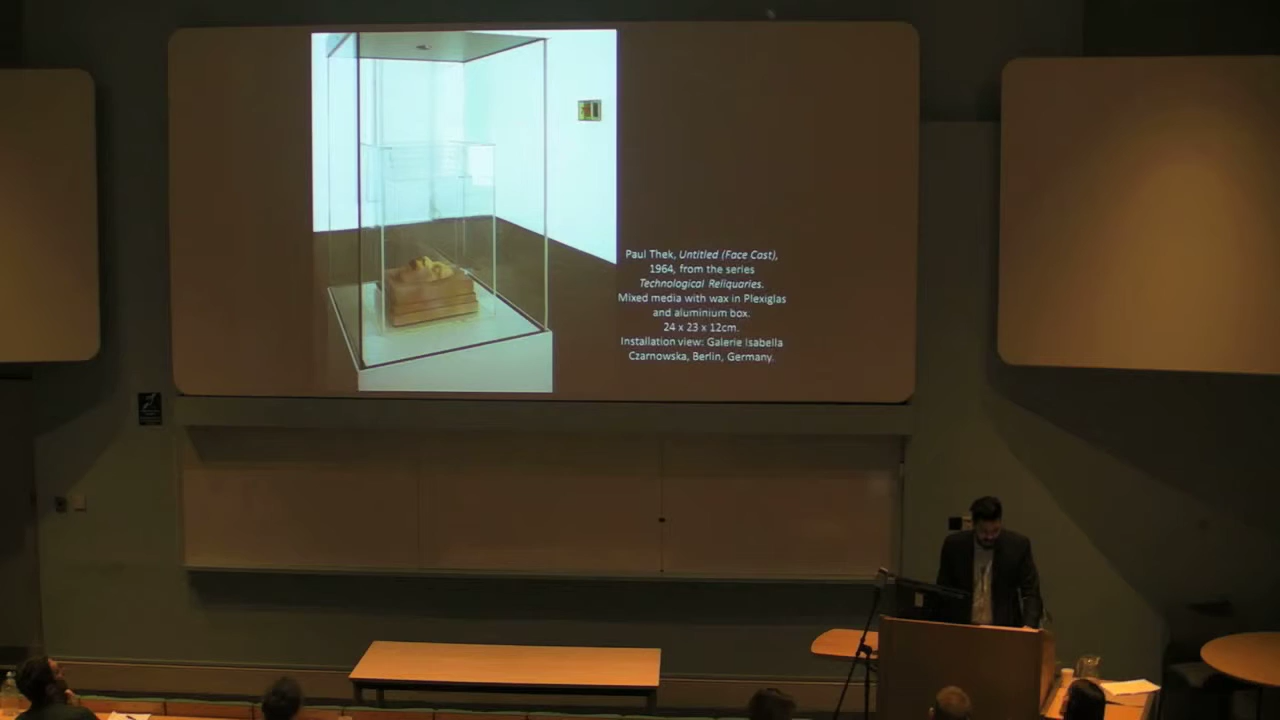 Paul Thek, Untitled (Face Cast),
1964, from the series
Technological Reliquaries.
Mixed media with wax in Plexiglas
and aluminium box.
24 x 23 x 12cm.
Installation view: Galerie Isabella
Czarnowska, Berlin, Germany.